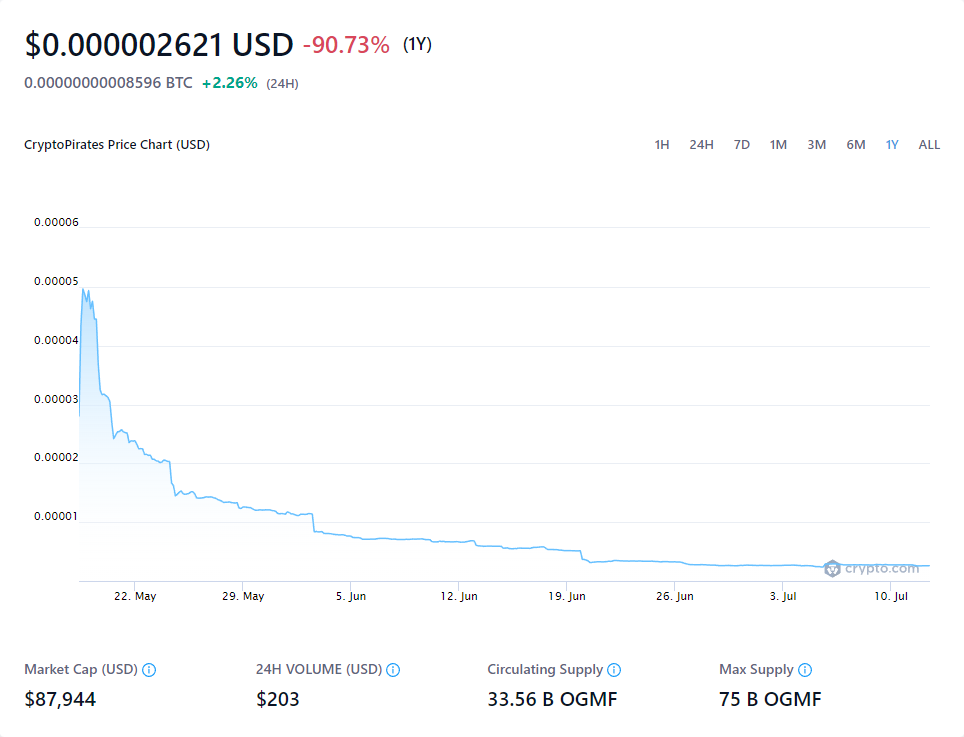 $0.000002621 USD -90.73% (1Y)
0.00000000008596 BTC +2.26% (24H)
CryptoPirates Price Chart (USD) 1H 24H 7D 1M 3M 6M 1Y ALL
0.00006
0.00005
0.00004
0.00003
0.00002
0.00001
crypto.com
22. May 29. May 5. Jun 12. Jun 19. Jun 26. Jun 3. Jul 10. Jul
Market Cap (USD) 24H VOLUME (USD) Circulating Supply Max Supply
$87,944 $203 33.56 B OGMF 75 B OGMF